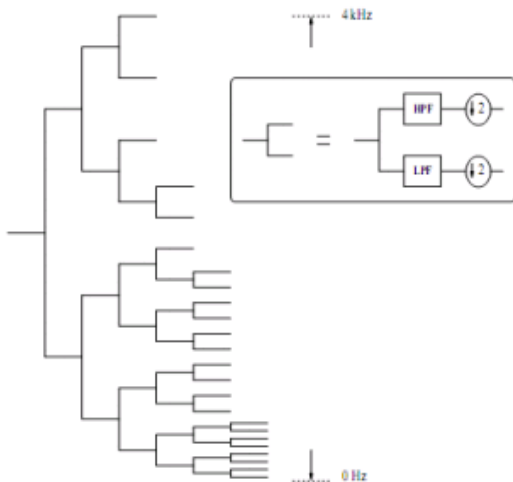 4 kHz
HPF
↓2
=
LPF
↓2
0 Hz